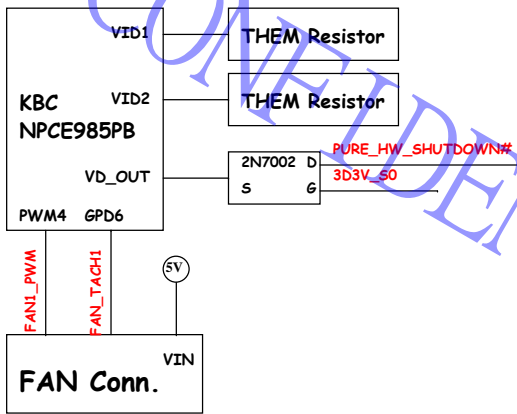 VID1
THEM Resistor
KBC
NPCE985PB
VID2
THEM Resistor
VD_OUT
2N7002 D
S G
PURE_HW_SHUTDOWN#
3D3V_S0
PWM4 GPD6
FAN1_PWM
FAN_TACH1
5V
VIN
FAN Conn.
CONFIDEN